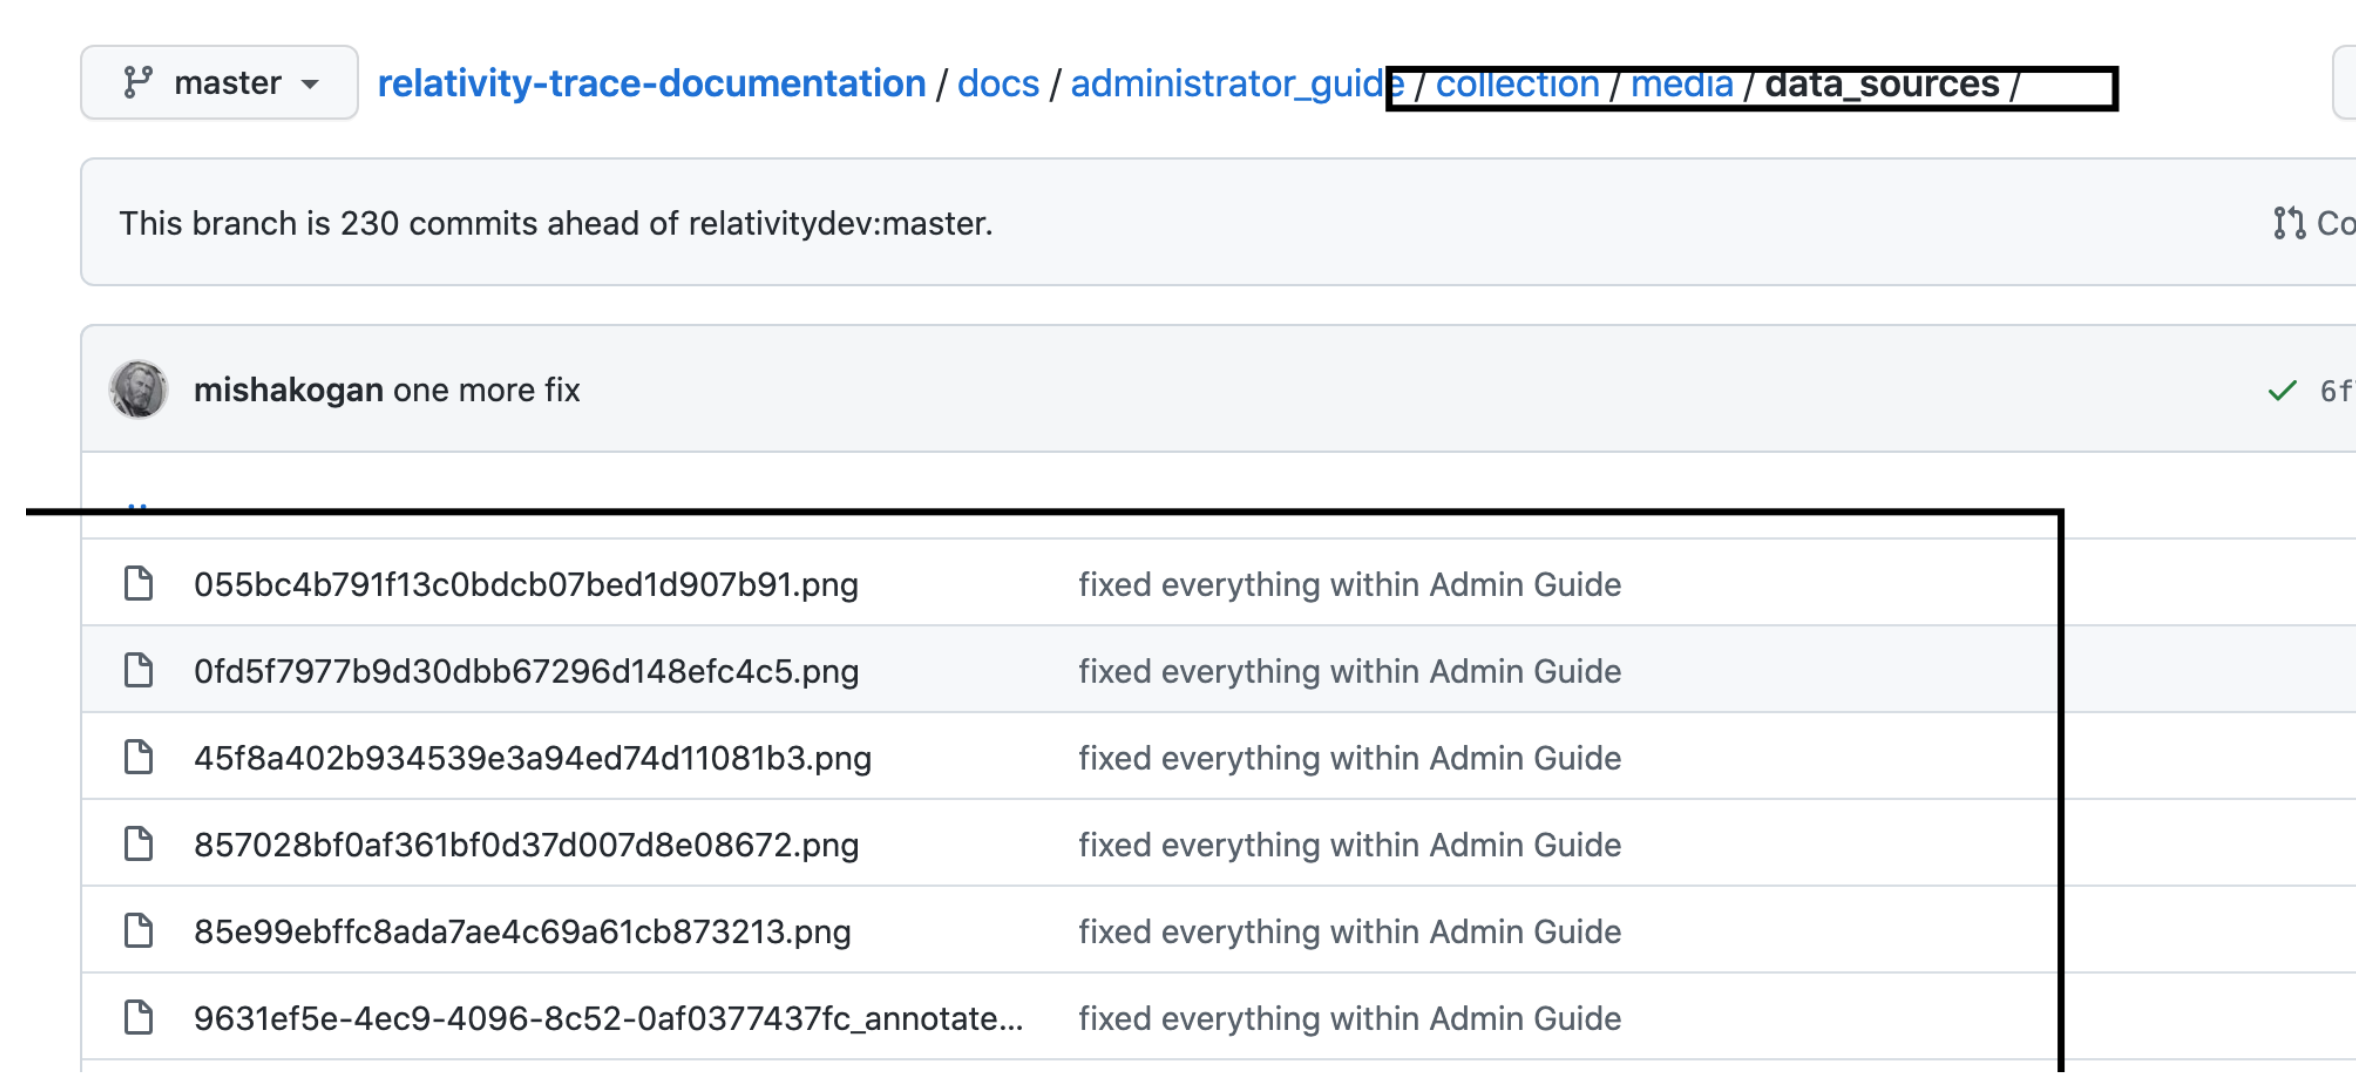 master relativity-trace-documentation / docs / administrator_guide / collection / media / data_sources /
This branch is 230 commits ahead of relativitydev:master.
mishakogan one more fix
..
055bc4b791f13c0bdcb07bed1d907b91.png fixed everything within Admin Guide
0fd5f7977b9d30dbb67296d148efc4c5.png fixed everything within Admin Guide
45f8a402b934539e3a94ed74d11081b3.png fixed everything within Admin Guide
857028bf0af361bf0d37d007d8e08672.png fixed everything within Admin Guide
85e99ebffc8ada7ae4c69a61cb873213.png fixed everything within Admin Guide
9631ef5e-4ec9-4096-8c52-0af0377437fc_annotate... fixed everything within Admin Guide